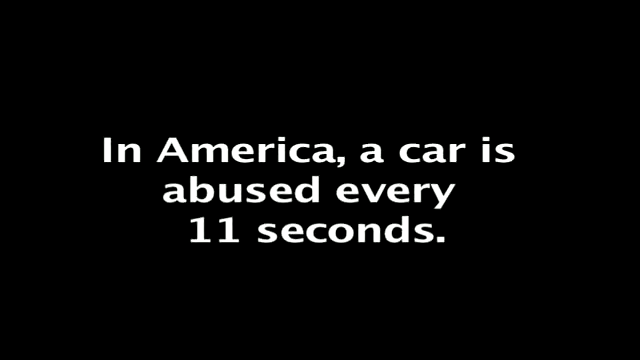 In America, a car is
abused every
11 seconds.